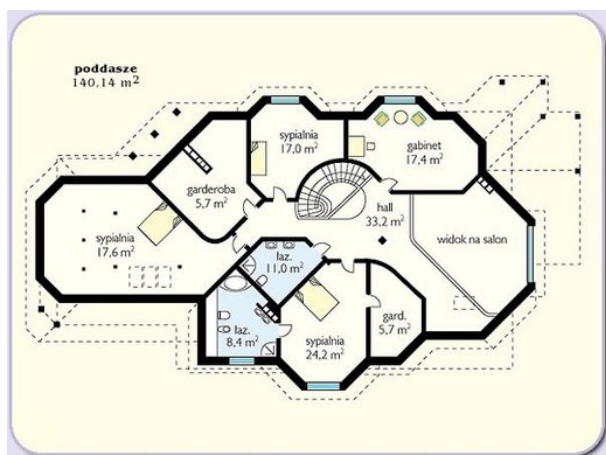 poddasze
140,14 m²
sypialnia
17,0 m²
gabinet
17,4 m²
garderoba
5,7 m²
hall
33,2 m²
sypialnia
17,6 m²
widok na salon
łaz.
11,0 m²
łaz.
8,4 m²
sypialnia
24,2 m²
gard.
5,7 m²